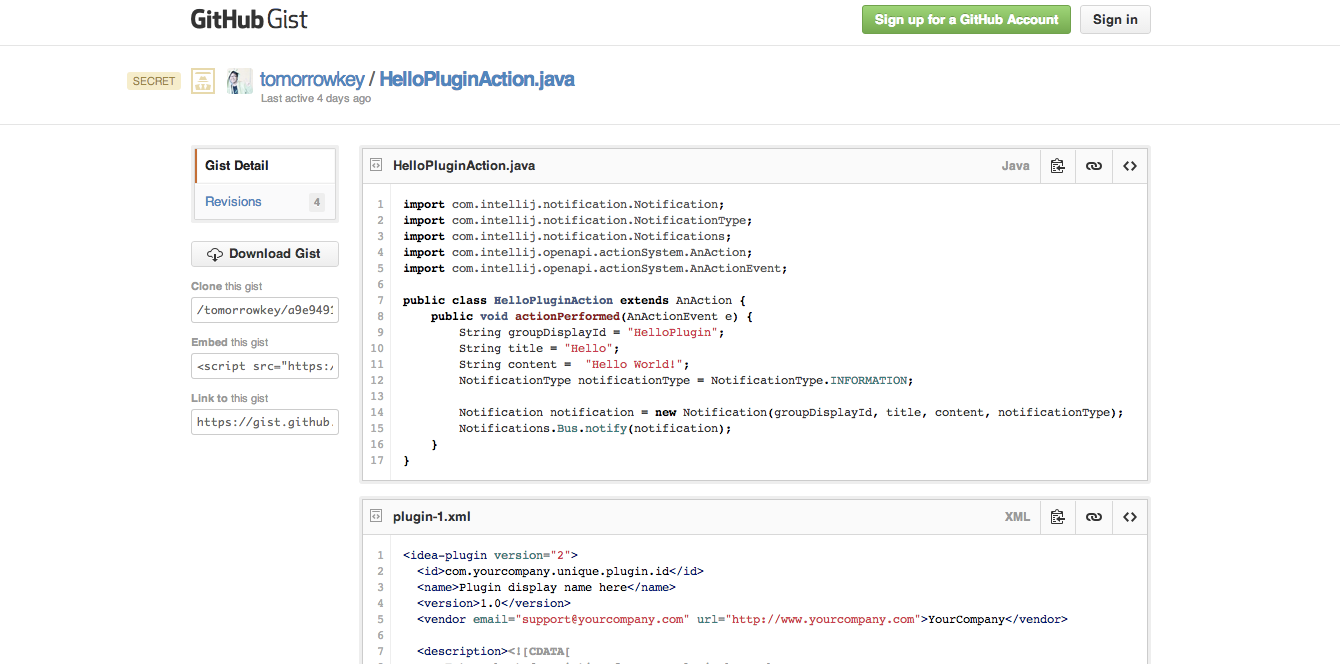 GitHub Gist
Sign up for a GitHub Account
Sign in
SECRET
tomorrowkey / HelloPluginAction.java
Last active 4 days ago
Gist Detail
Revisions 4
Download Gist
Clone this gist
/tomorrowkey/a9e949
Embed this gist
<script src="https:/
Link to this gist
https://gist.github.
HelloPluginAction.java
Java
1 import com.intellij.notification.Notification;
2 import com.intellij.notification.NotificationType;
3 import com.intellij.notification.Notifications;
4 import com.intellij.openapi.actionSystem.AnAction;
5 import com.intellij.openapi.actionSystem.AnActionEvent;
6
7 public class HelloPluginAction extends AnAction {
8     public void actionPerformed(AnActionEvent e) {
9         String groupDisplayId = "HelloPlugin";
10         String title = "Hello";
11         String content =  "Hello World!";
12         NotificationType notificationType = NotificationType.INFORMATION;
13
14         Notification notification = new Notification(groupDisplayId, title, content, notificationType);
15         Notifications.Bus.notify(notification);
16     }
17 }
plugin-1.xml
XML
1 <idea-plugin version="2">
2   <id>com.yourcompany.unique.plugin.id</id>
3   <name>Plugin display name here</name>
4   <version>1.0</version>
5   <vendor email="support@yourcompany.com" url="http://www.yourcompany.com">YourCompany</vendor>
6
7   <description><![CDATA[